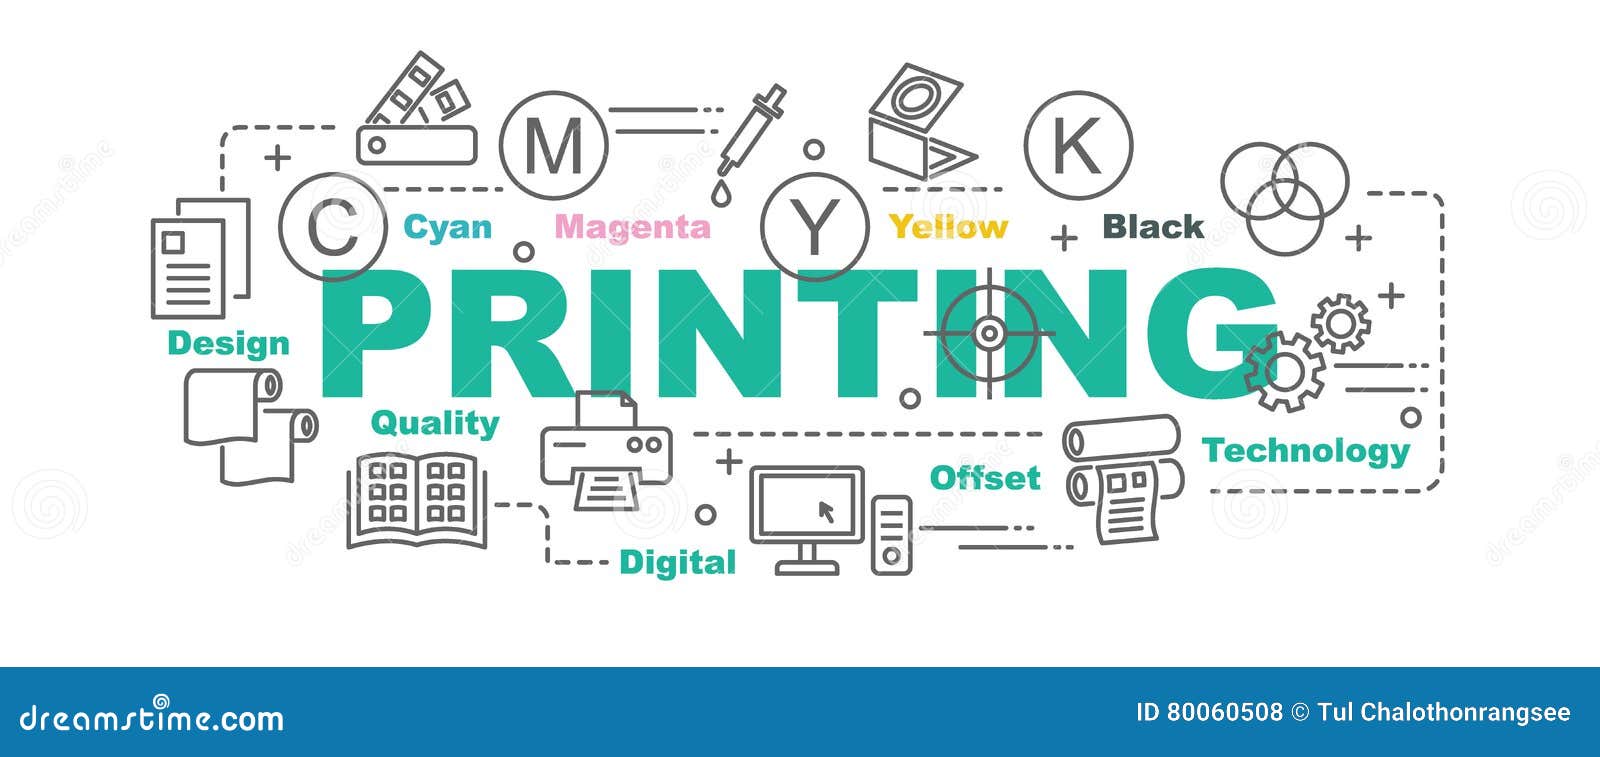 M
K
C
Cyan
Magenta
Y
Yellow
Black
PRINTING
Design
Quality
Technology
Offset
Digital
dreamstime.com
ID 80060508 © Tul Chalothonrangsee